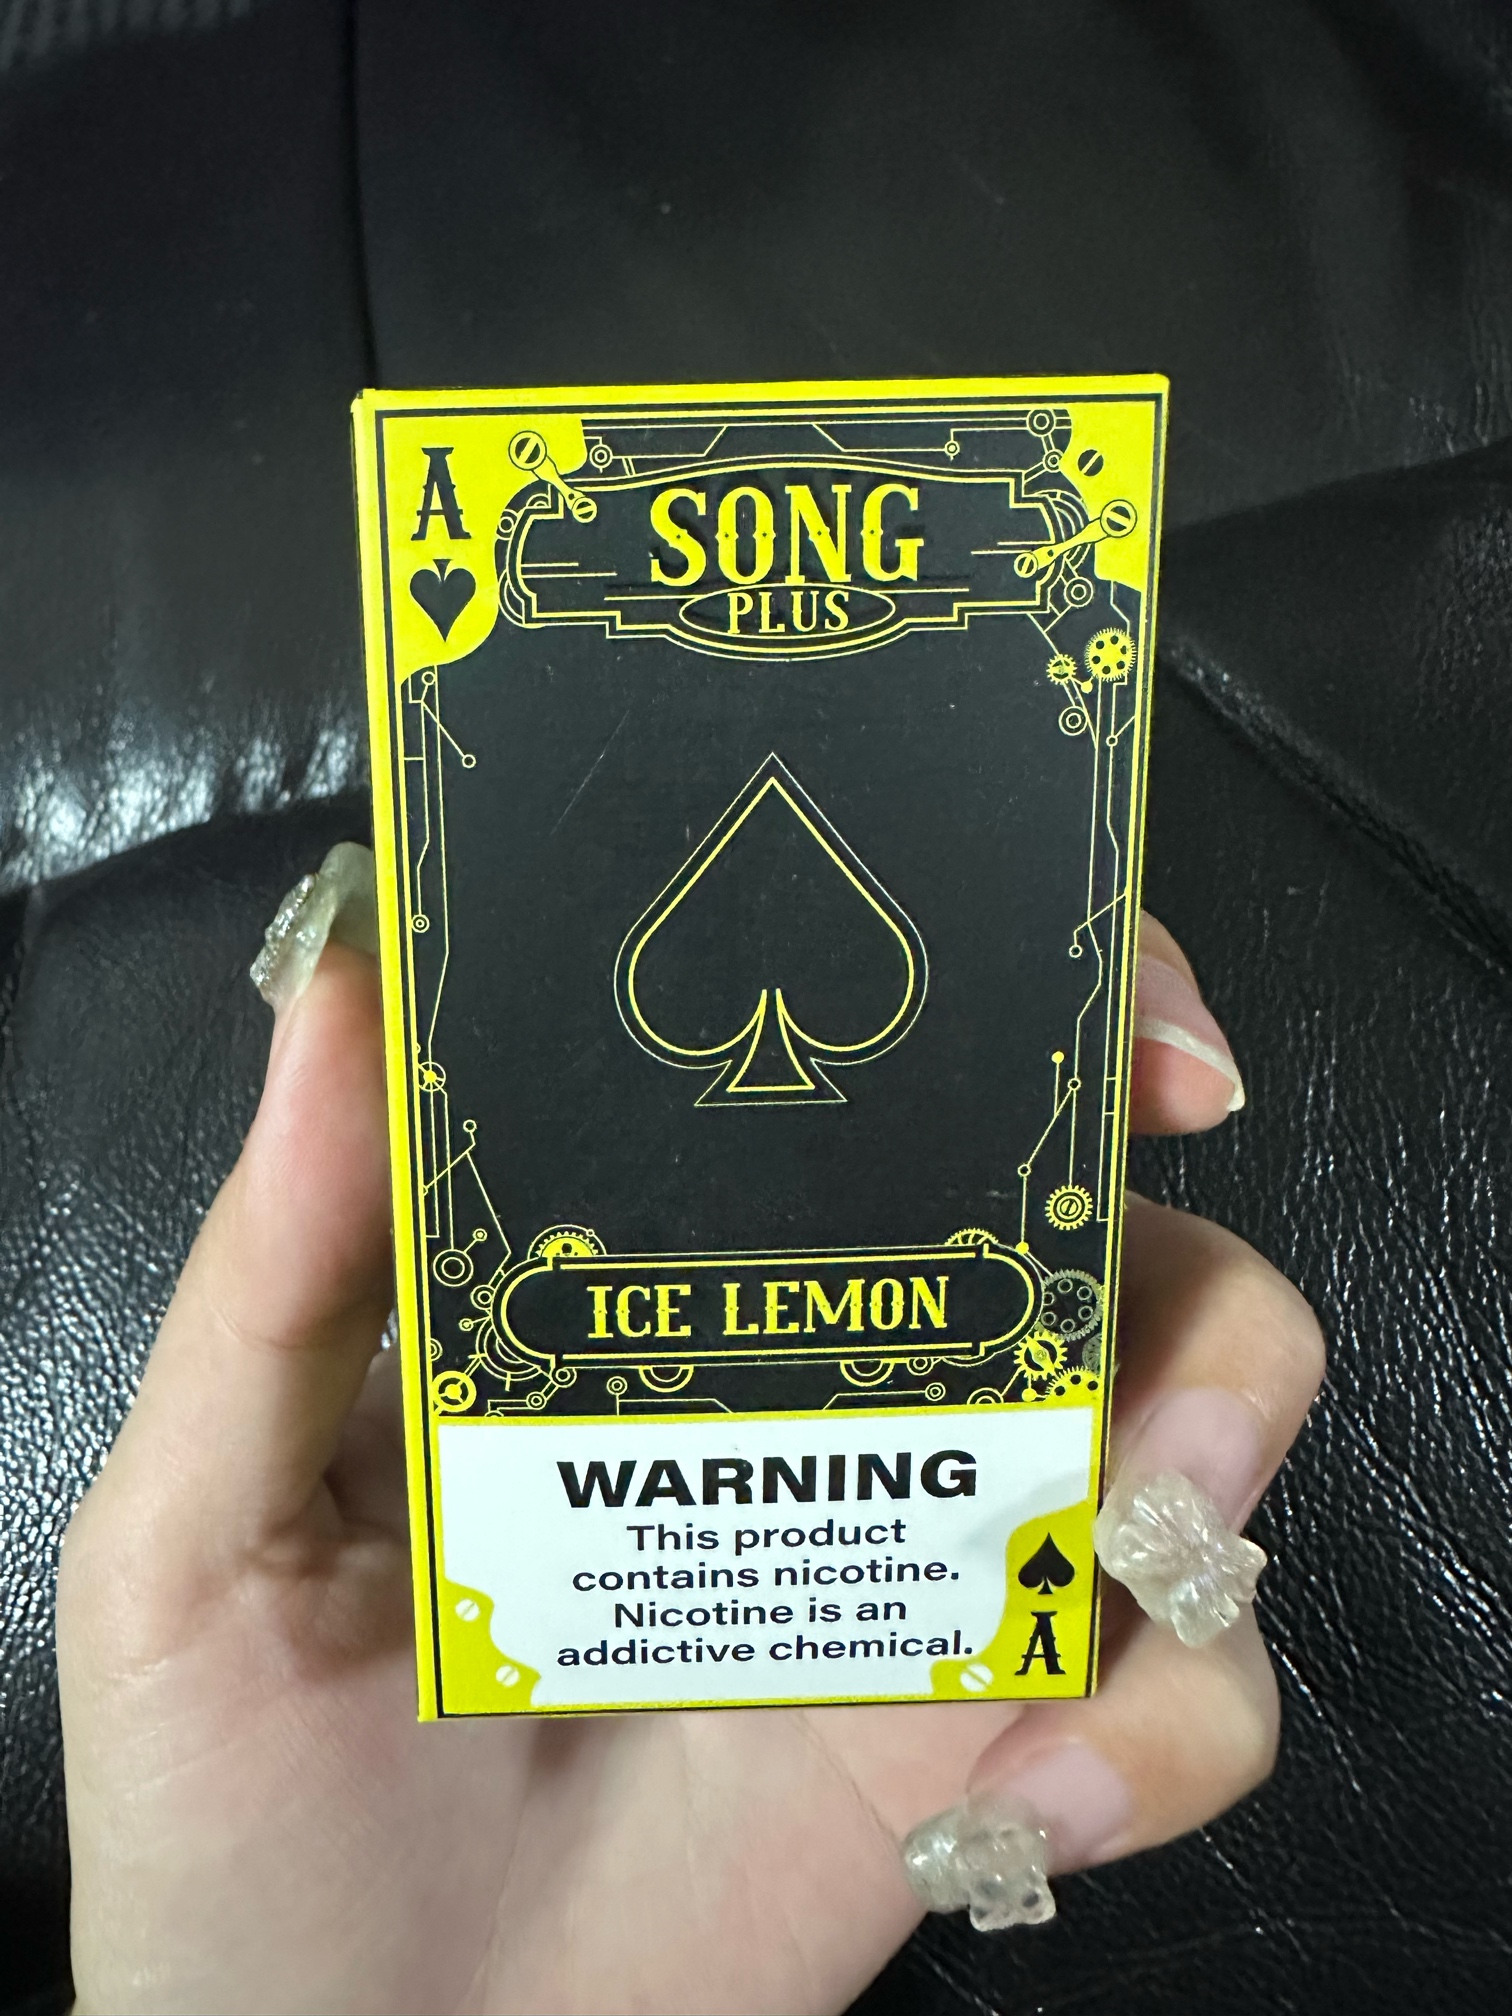 A
SONG
PLUS
ICE LEMON
WARNING
This product
contains nicotine.
Nicotine is an
addictive chemical.
A